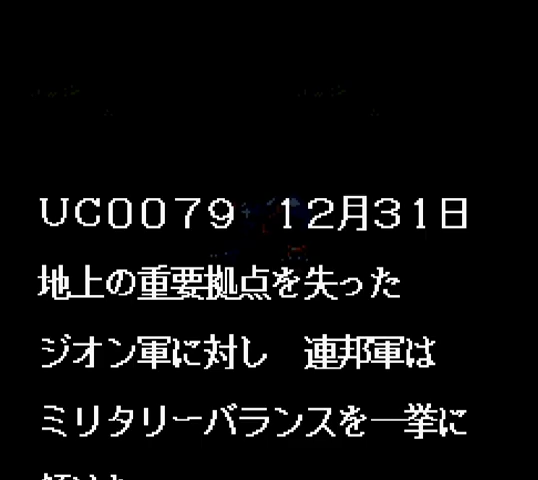 UC0079 12月31日
地上の重要拠点を失った
ジオン軍に対し 連邦軍は
ミリタリーバランスを一挙に